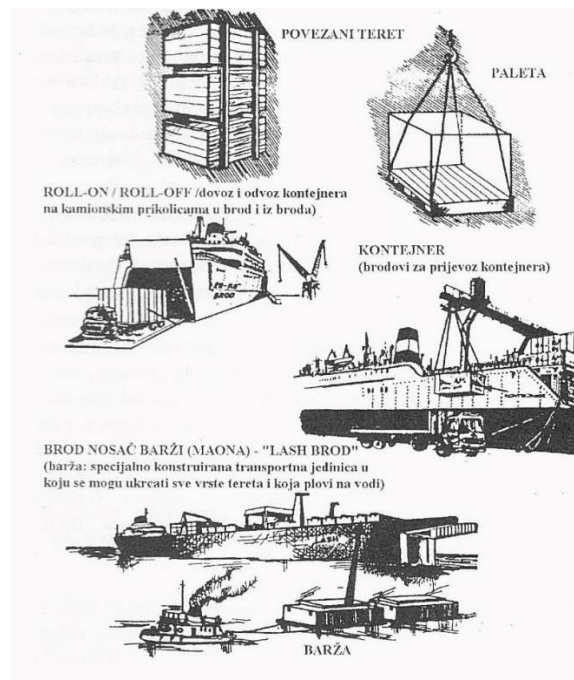 POVEZANI TERET
PALETA
ROLL-ON / ROLL-OFF /dovoz i odvoz kontejnera
na kamionskim prikolicama u brod i iz broda)
KONTEJNER
(brodovi za prijevoz kontejnera)
BROD
BROD NOSAČ BARŽI (MAONA) - "LASH BROD"
(barža: specijalno konstruirana transportna jedinica u
koju se mogu ukrcati sve vrste tereta i koja plovi na vodi)
LASH
BARŽA